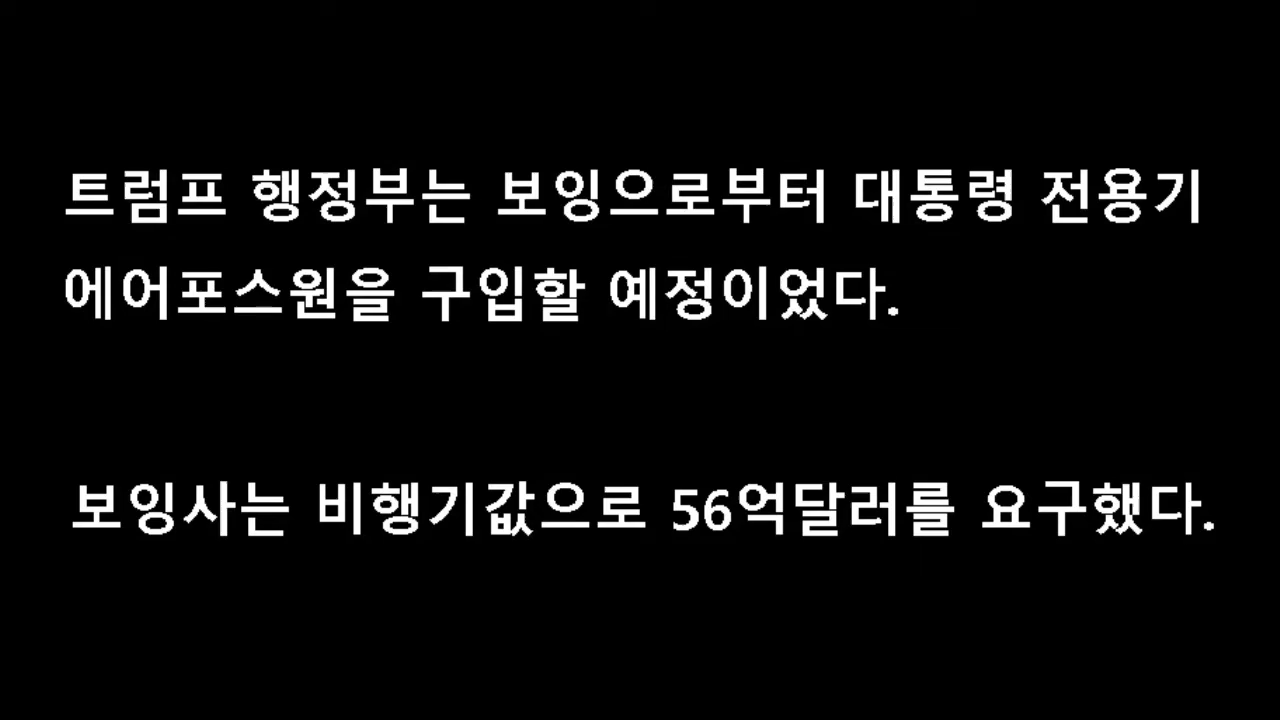 트럼프 행정부는 보잉으로부터 대통령 전용기
에어포스원을 구입할 예정이었다.
보잉사는 비행기값으로 56억달러를 요구했다.